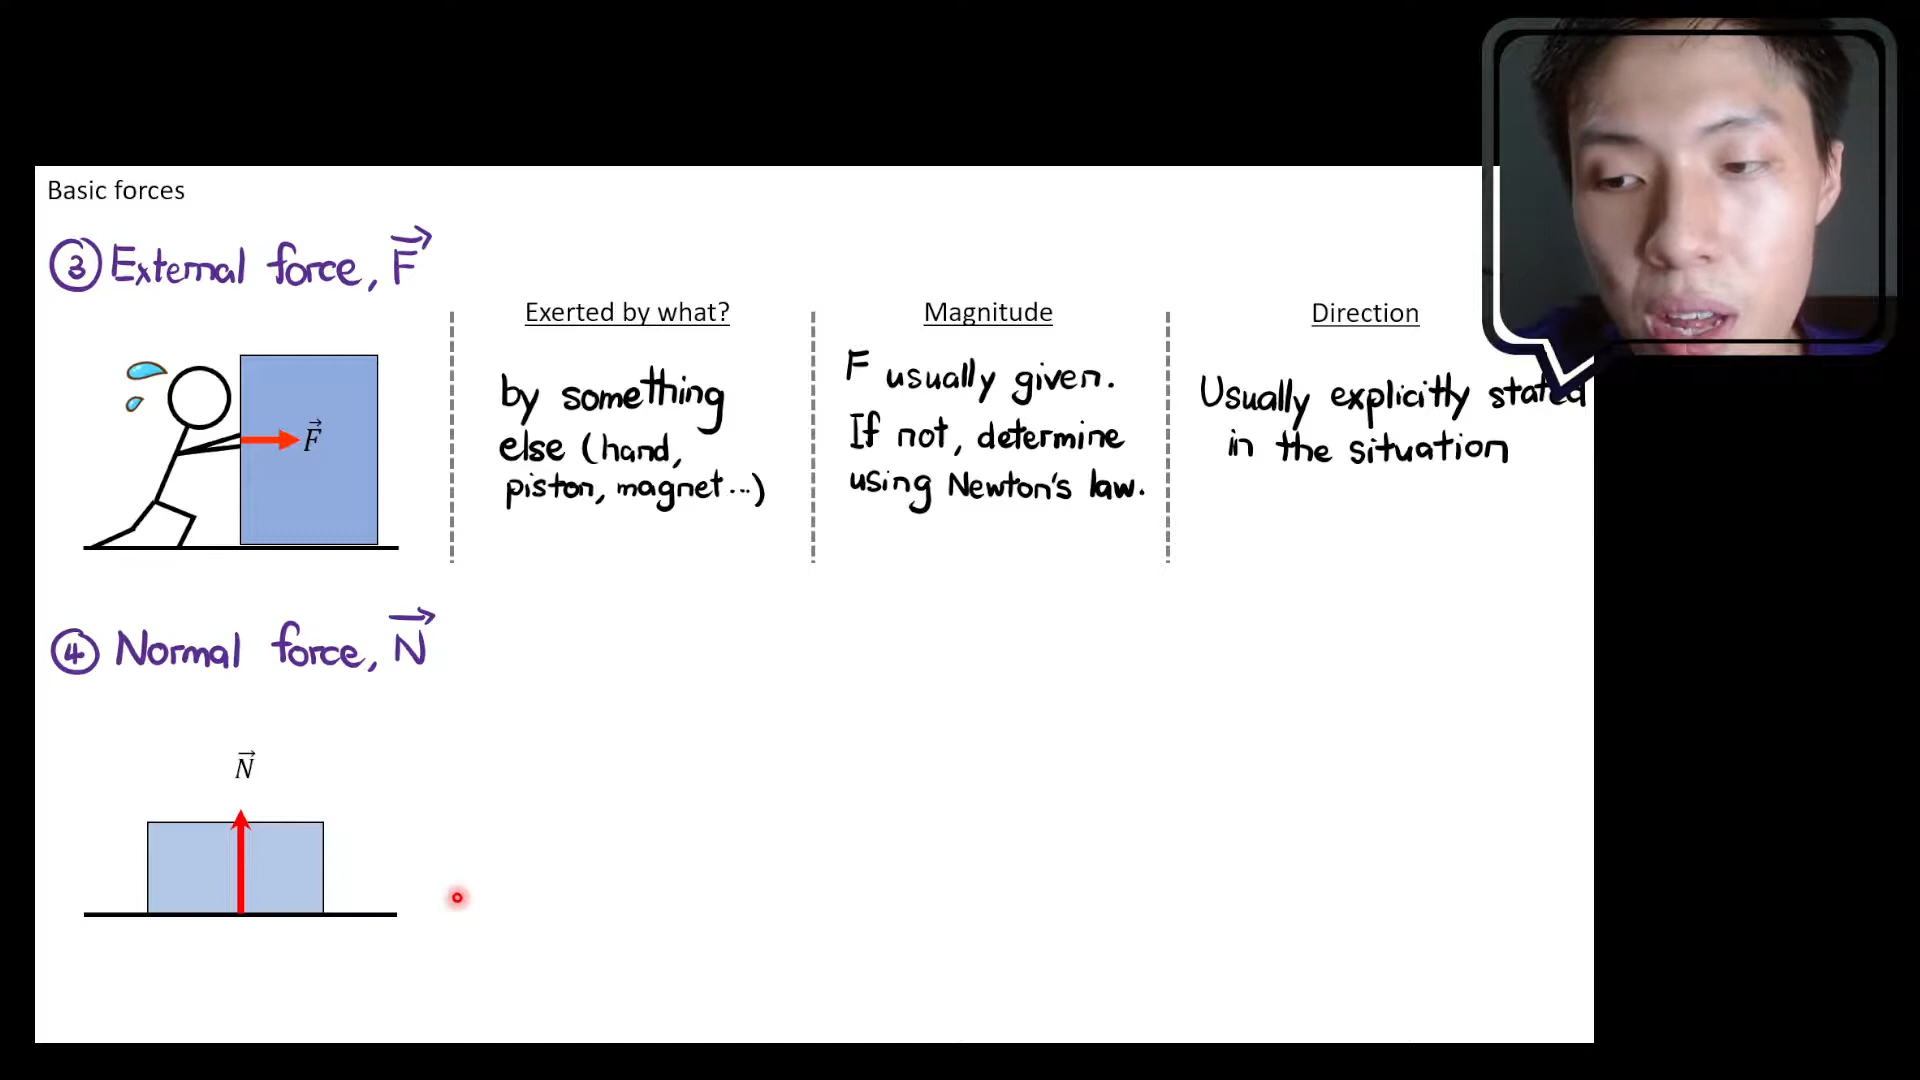 Basic forces
③ External force, F⃗
Exerted by what?
Magnitude
Direction
by something
else (hand,
piston, magnet...)
F usually given.
If not, determine
using Newton's law.
Usually explicitly stated
in the situation
F⃗
④ Normal force, N⃗
N⃗